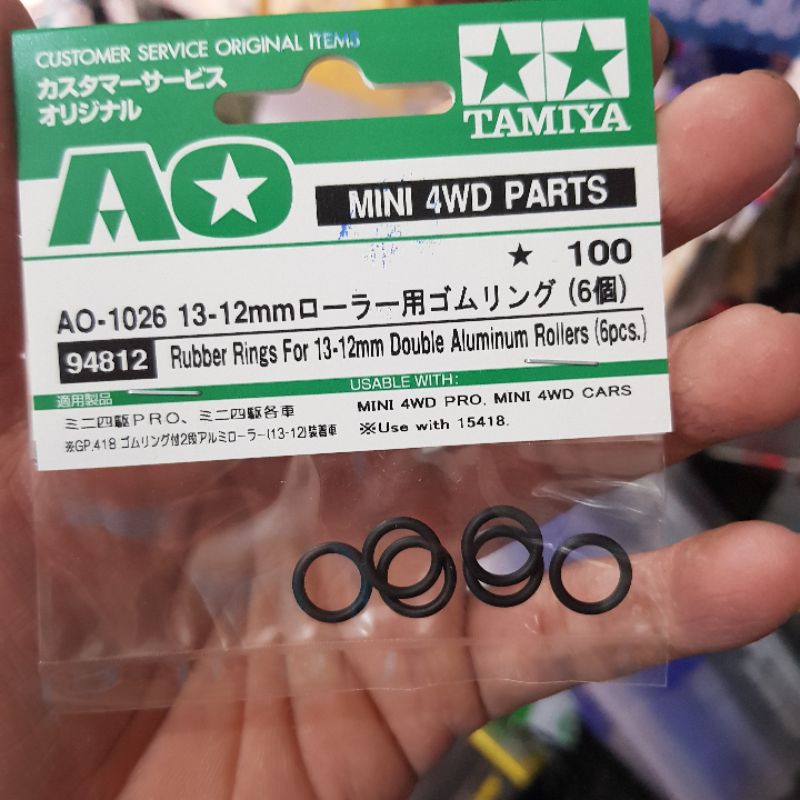 CUSTOMER SERVICE ORIGINAL ITEMS
カスタマーサービス
オリジナル
TAMIYA
AO
MINI 4WD PARTS
★ 100
AO-1026 13-12mmローラー用ゴムリング (6個)
94812 Rubber Rings For 13-12mm Double Aluminum Rollers (6pcs.)
適用製品
ミニ四駆PRO、ミニ四駆各車
※GP.418 ゴムリング付2段アルミローラー(13-12)装着車
USABLE WITH:
MINI 4WD PRO, MINI 4WD CARS
※Use with 15418.